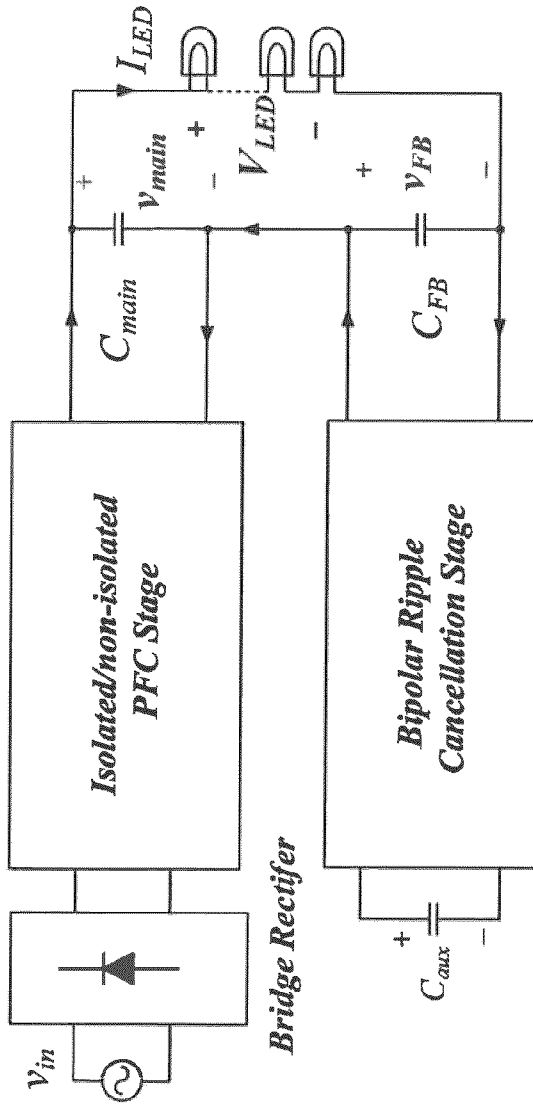 v_in
Bridge Rectifer
Isolated/non-isolated
PFC Stage
C_main
+
v_main
-
I_LED
+
V_LED
-
C_aux
+
-
Bipolar Ripple
Cancellation Stage
C_FB
+
v_FB
-